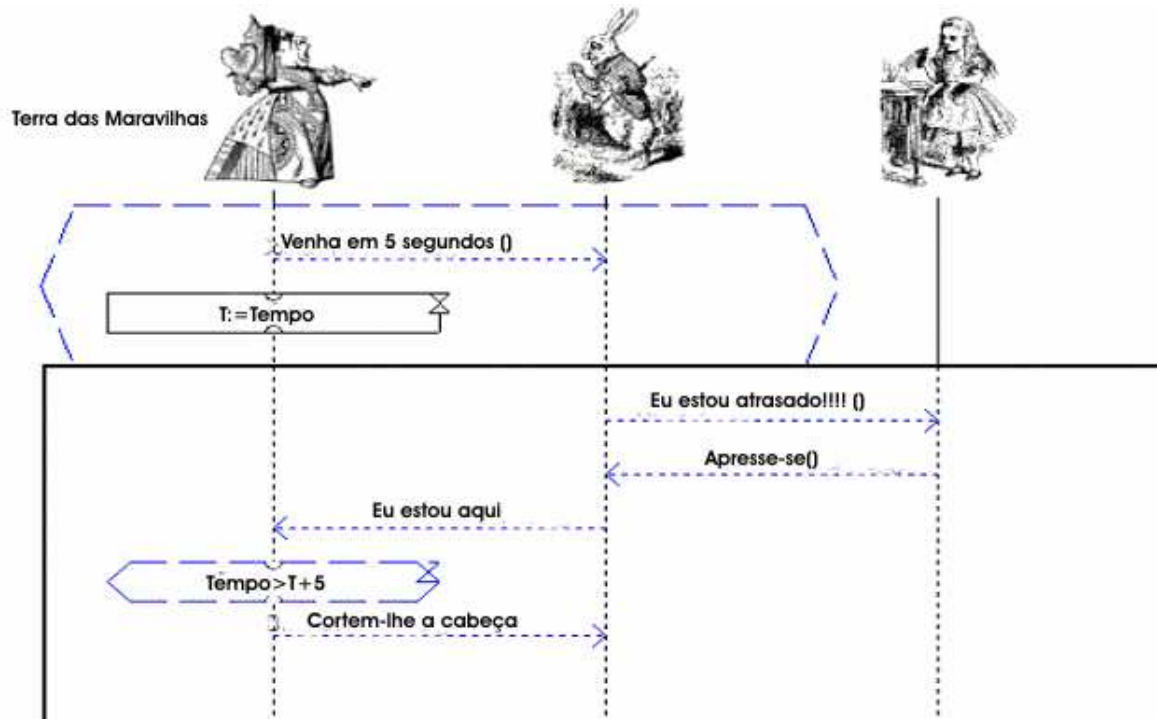 Terra das Maravilhas
Venha em 5 segundos ()
T:=Tempo
Eu estou atrasado!!!! ()
Apresse-se()
Eu estou aqui
Tempo>T+5
Cortem-lhe a cabeça